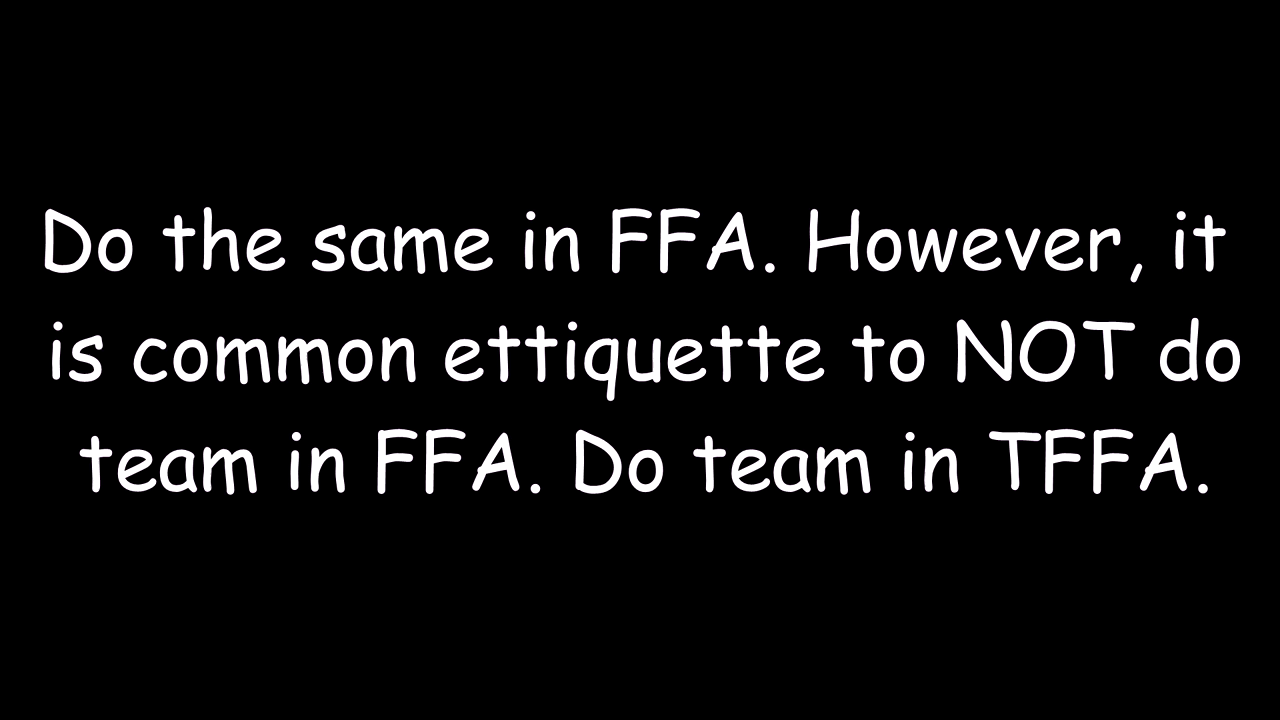 Do the same in FFA. However, it
is common ettiquette to NOT do
team in FFA. Do team in TFFA.